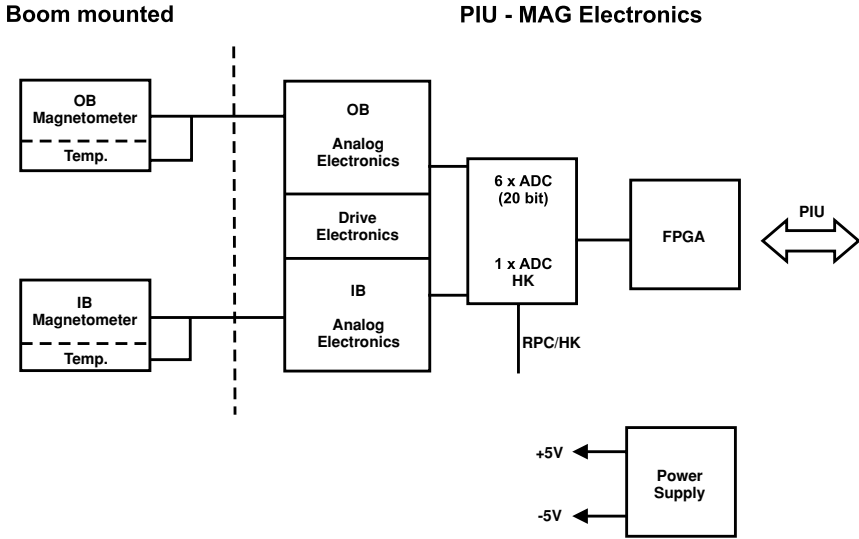 Boom mounted
PIU - MAG Electronics
OB
Magnetometer
Temp.
IB
Magnetometer
Temp.
OB
Analog
Electronics
Drive
Electronics
IB
Analog
Electronics
6 x ADC
(20 bit)
1 x ADC
HK
RPC/HK
FPGA
PIU
+5V
-5V
Power
Supply